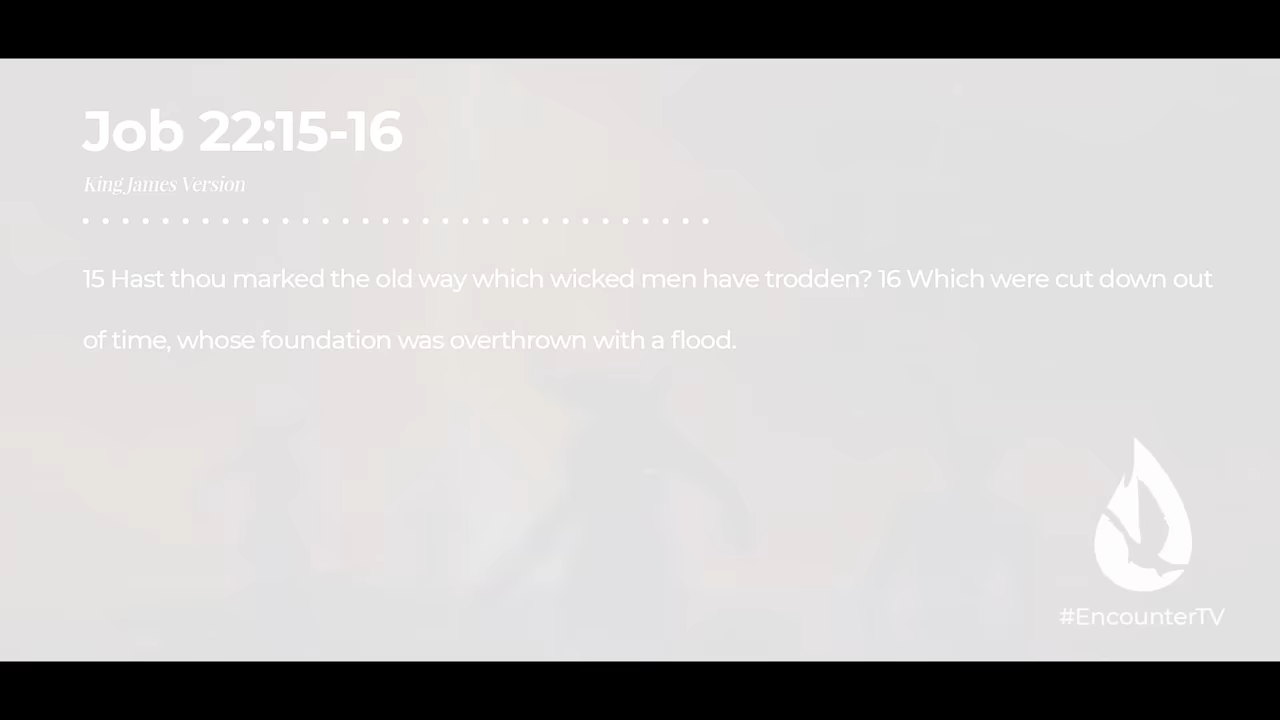 Job 22:15-16
King James Version
15 Hast thou marked the old way which wicked men have trodden? 16 Which were cut down out
of time, whose foundation was overthrown with a flood.
#EncounterTV